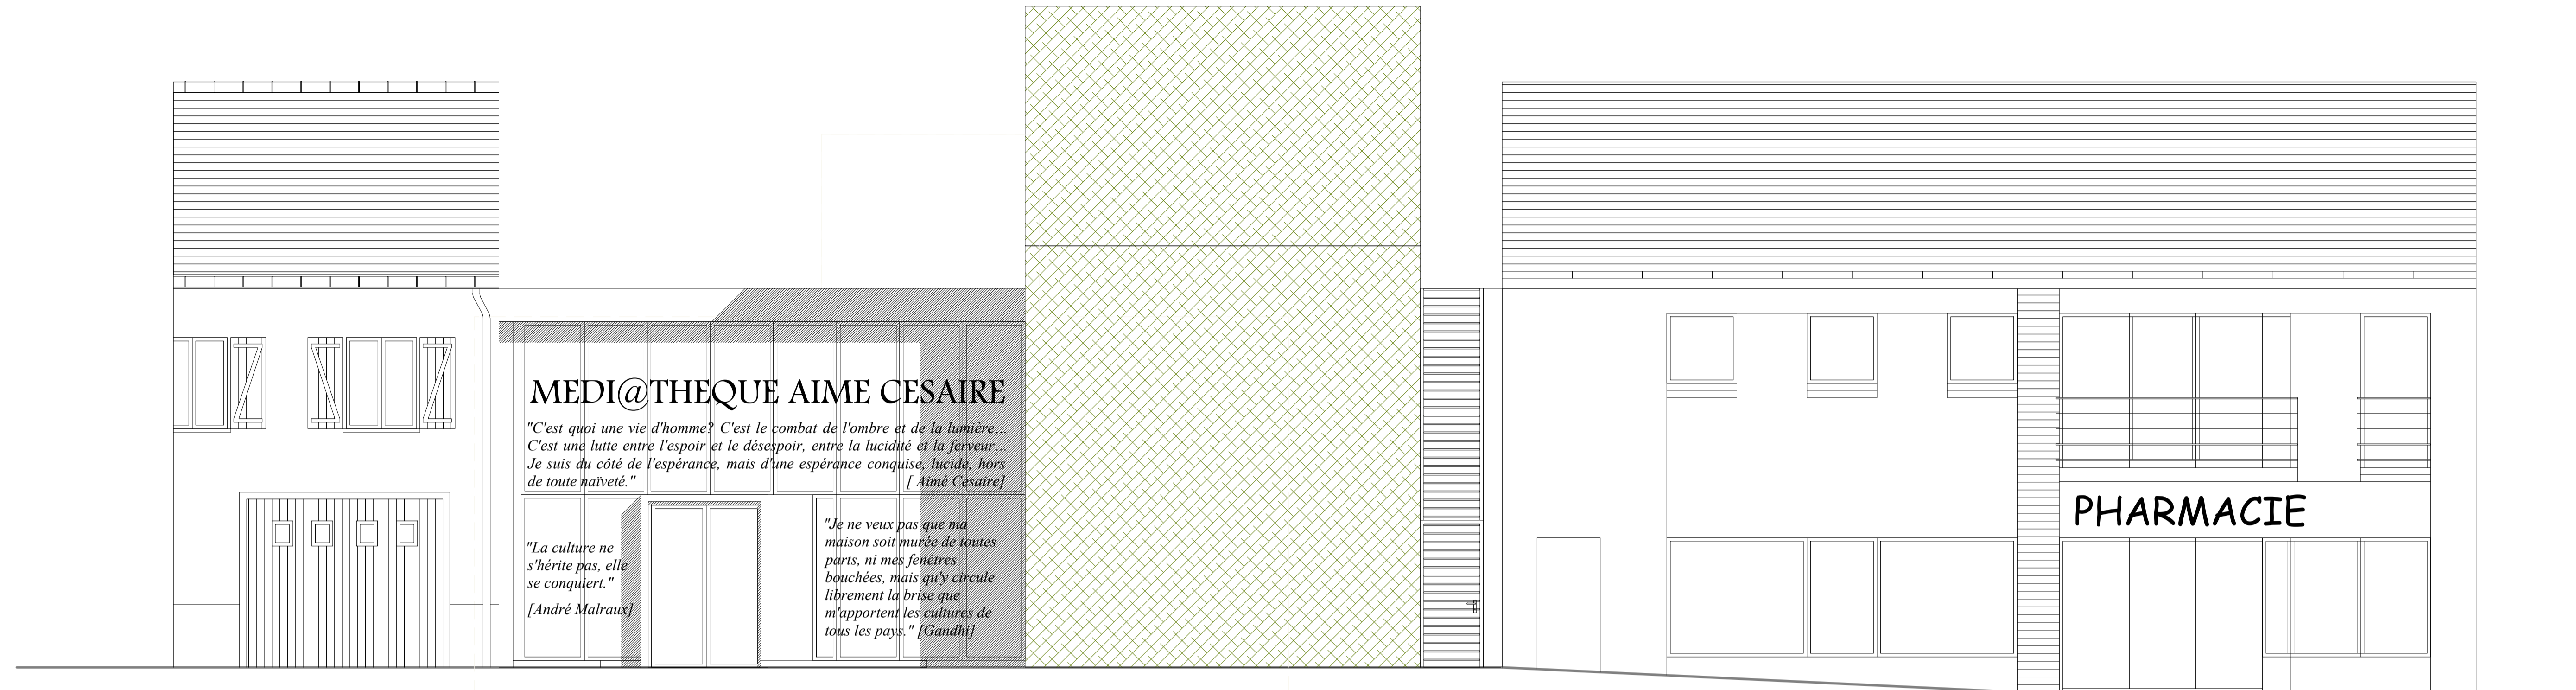 MEDI@THEQUE AIME CESAIRE
"C'est quoi une vie d'homme? C'est le combat de l'ombre et de la lumière...
C'est une lutte entre l'espoir et le désespoir, entre la lucidité et la ferveur...
Je suis du côté de l'espérance, mais d'une espérance conquise, lucide, hors
de toute naïveté." [ Aimé Cesaire]
"La culture ne
s'hérite pas, elle
se conquiert."
[André Malraux]
"Je ne veux pas que ma
maison soit murée de toutes
parts, ni mes fenêtres
bouchées, mais qu'y circule
librement la brise que
m'apportent les cultures de
tous les pays." [Gandhi]
PHARMACIE